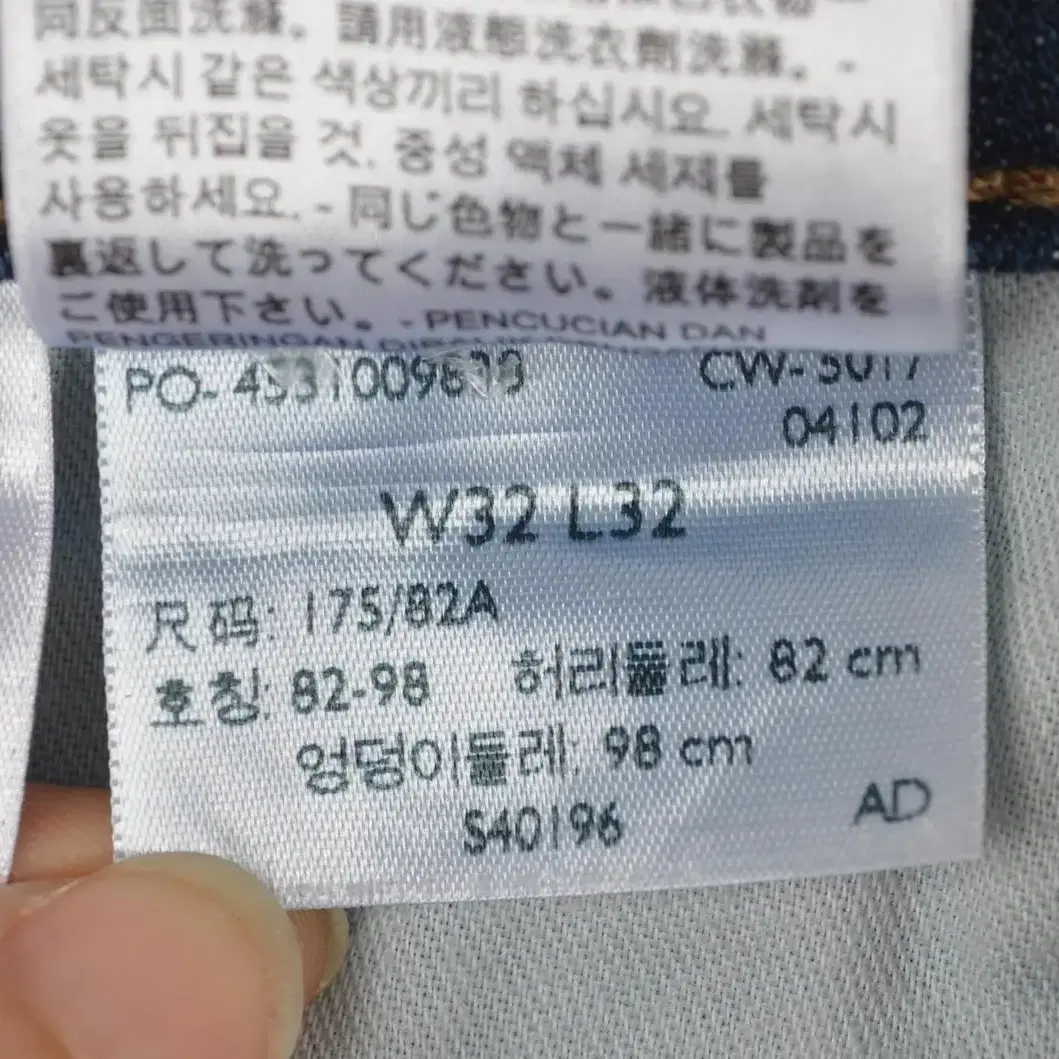 同反面洗滌。請用液態洗衣劑洗滌。-
세탁시 같은 색상끼리 하십시요. 세탁시
옷을 뒤집을 것. 중성 액체 세제를
사용하세요. - 同じ色物と一緒に製品を
裏返して洗ってください。液体洗剤を
ご使用下さい。- PENCUCIAN DAN
PENGERINGAN
PO-
CW-5017
04102
W32 L32
尺码: 175/82A
호칭: 82-98 허리둘레: 82 cm
엉덩이둘레: 98 cm
S40196
AD